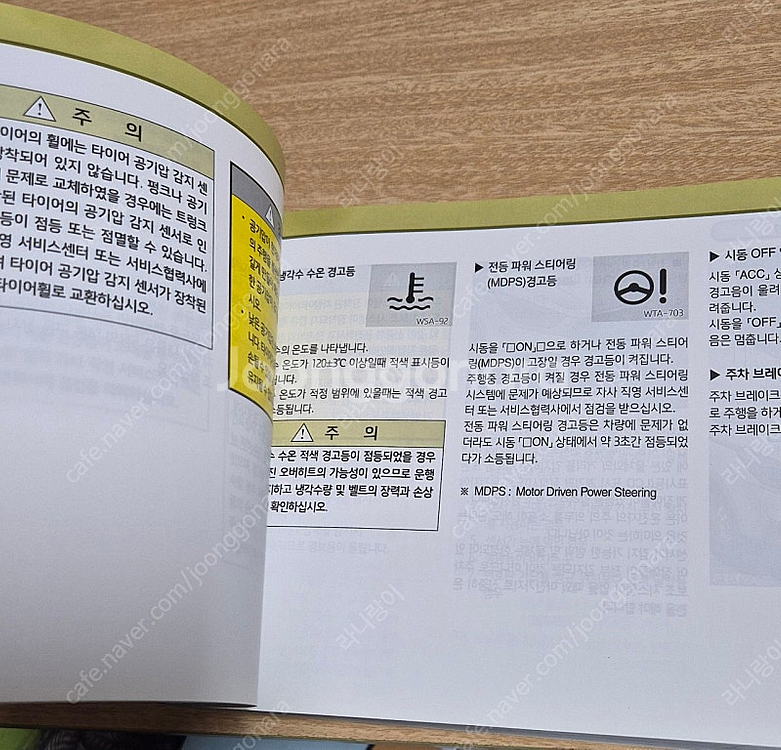 주 의
이어의 휠에는 타이어 공기압 감지 센
장착되어 있지 않습니다. 펑크나 공기
문제로 교체하였을 경우에는 트렁크
된 타이어의 공기압 감지 센서로 인
등이 점등 또는 점멸할 수 있습니다.
영 서비스센터 또는 서비스협력사에
타이어 공기압 감지 센서가 장착된
타이어휠로 교환하십시오.
냉각수 수온 경고등
WSA-92
수의 온도를 나타냅니다.
온도가 120±3℃ 이상일때 적색 표시등이
니다.
온도가 적정 범위에 있을때는 적색 경고
소등됩니다.
주 의
수온 적색 경고등이 점등되었을 경우
진 오버히트의 가능성이 있으므로 운행
지하고 냉각수량 및 벨트의 장력과 손상
확인하십시오.
▶ 전동 파워 스티어링
(MDPS)경고등
WTA-703
시동을 「□ON」□으로 하거나 전동 파워 스티어
링(MDPS)이 고장일 경우 경고등이 켜집니다.
주행중 경고등이 켜질 경우 전동 파워 스티어링
시스템에 문제가 예상되므로 자사 직영 서비스센
터 또는 서비스협력사에서 점검을 받으십시오.
전동 파워 스티어링 경고등은 차량에 문제가 없
더라도 시동 「□ON」 상태에서 약 3초간 점등되었
다가 소등됩니다.
※ MDPS : Motor Driven Power Steering
▶ 시동 OFF
시동 「ACC」 상
경고음이 울려
려줍니다.
시동을 「OFF」
음은 멈춥니다.
▶ 주차 브레이
주차 브레이크
로 주행을 하거
주차 브레이크
Joonggonara
cafe.naver.com/joonggonara
라니랑이